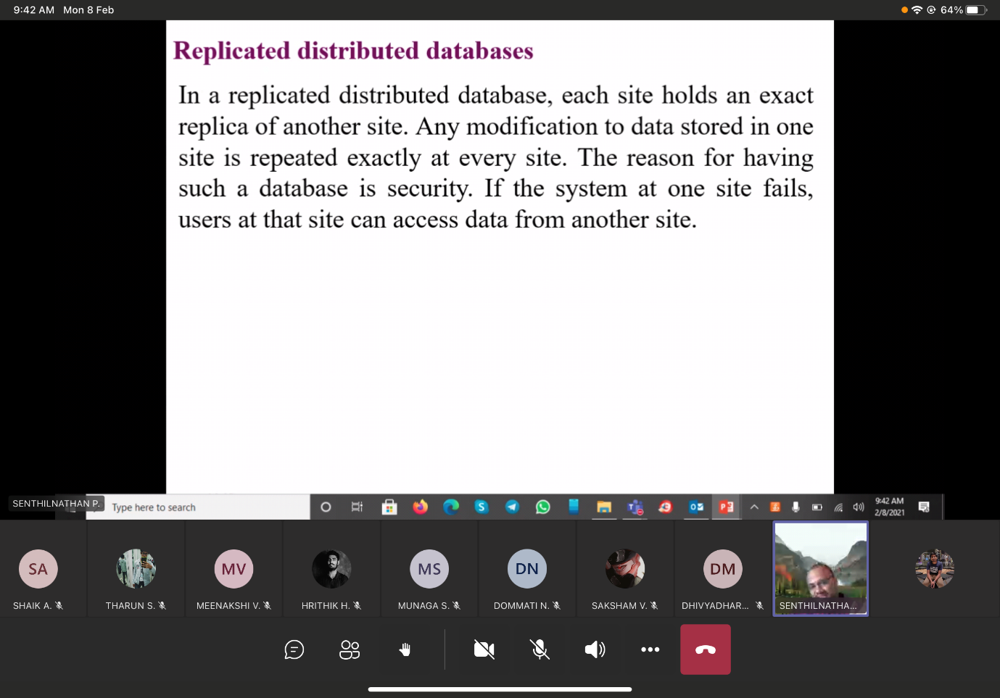 9:42 AM Mon 8 Feb
64%
Replicated distributed databases
In a replicated distributed database, each site holds an exact
replica of another site. Any modification to data stored in one
site is repeated exactly at every site. The reason for having
such a database is security. If the system at one site fails,
users at that site can access data from another site.
SENTHILNATHAN P.
Type here to search
9:42 AM
2/8/2021
SA
MV
MS
DN
DM
SHAIK A.
THARUN S.
MEENAKSHI V.
HRITHIK H.
MUNAGA S.
DOMMATI N.
SAKSHAM V.
DHIVYADHAR...
SENTHILNATHA...